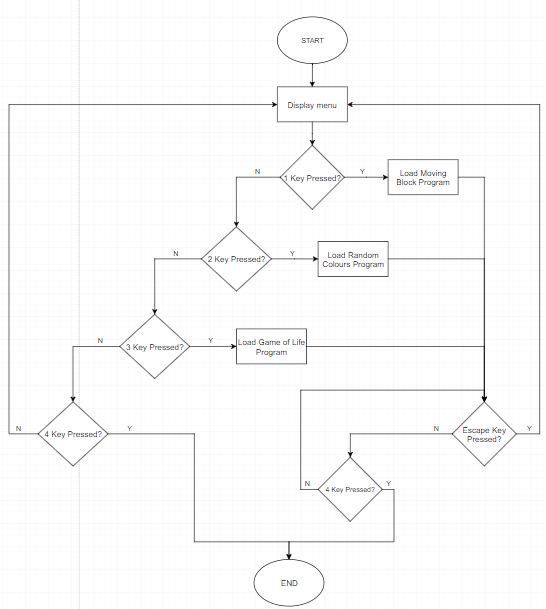 START
Display menu
1 Key Pressed?
N
Y
Load Moving
Block Program
2 Key Pressed?
N
Y
Load Random
Colours Program
3 Key Pressed?
N
Y
Load Game of Life
Program
4 Key Pressed?
N
Y
Escape Key
Pressed?
N
Y
4 Key Pressed?
N
Y
END